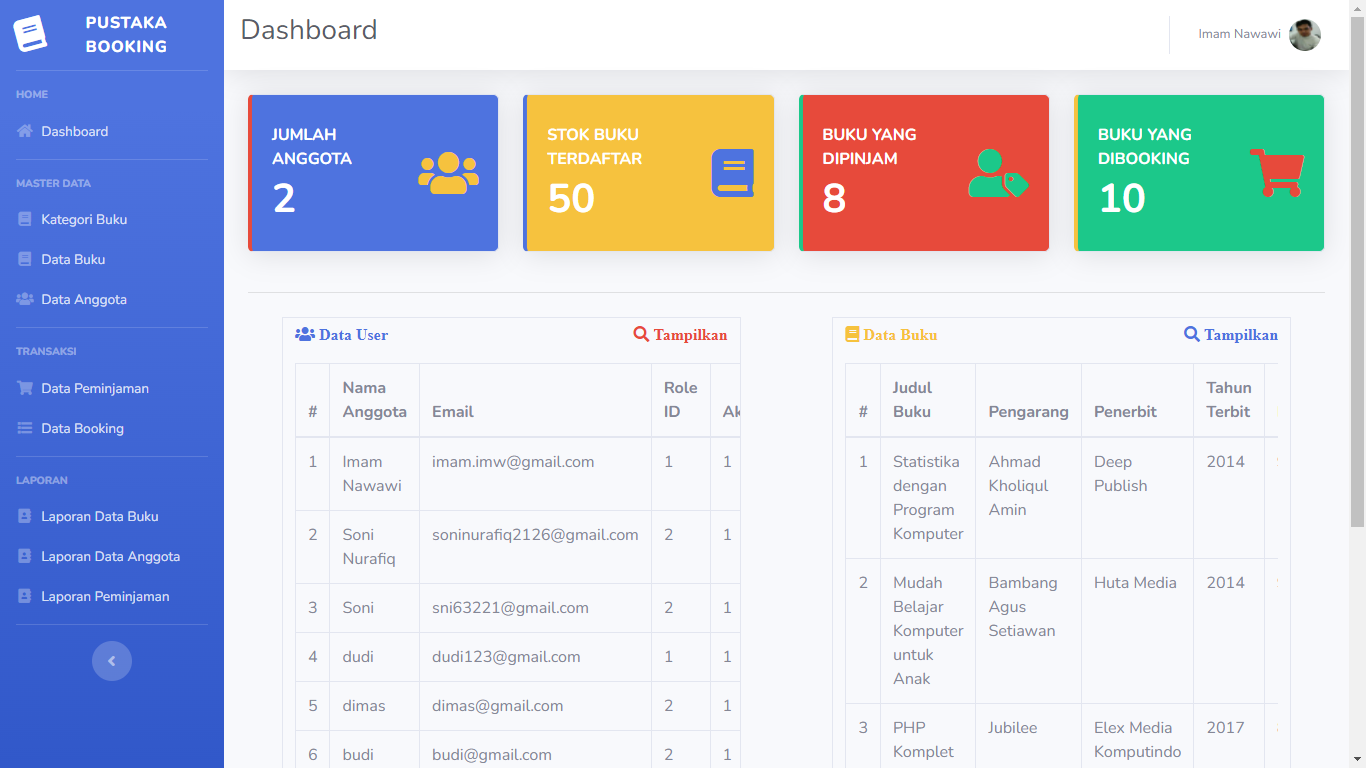 PUSTAKA
BOOKING
HOME
Dashboard
MASTER DATA
Kategori Buku
Data Buku
Data Anggota
TRANSAKSI
Data Peminjaman
Data Booking
LAPORAN
Laporan Data Buku
Laporan Data Anggota
Laporan Peminjaman
Dashboard
Imam Nawawi
JUMLAH
ANGGOTA
2
STOK BUKU
TERDAFTAR
50
BUKU YANG
DIPINJAM
8
BUKU YANG
DIBOOKING
10
Data User
Tampilkan
# Nama Anggota Email Role ID
1 Imam Nawawi imam.imw@gmail.com 1 1
2 Soni Nurafiq soninurafiq2126@gmail.com 2 1
3 Soni sni63221@gmail.com 2 1
4 dudi dudi123@gmail.com 1 1
5 dimas dimas@gmail.com 2 1
6 budi budi@gmail.com 2 1
Data Buku
Tampilkan
# Judul Buku Pengarang Penerbit Tahun Terbit
1 Statistika dengan Program Komputer Ahmad Kholiqul Amin Deep Publish 2014
2 Mudah Belajar Komputer untuk Anak Bambang Agus Setiawan Huta Media 2014
3 PHP Komplet Jubilee Elex Media Komputindo 2017